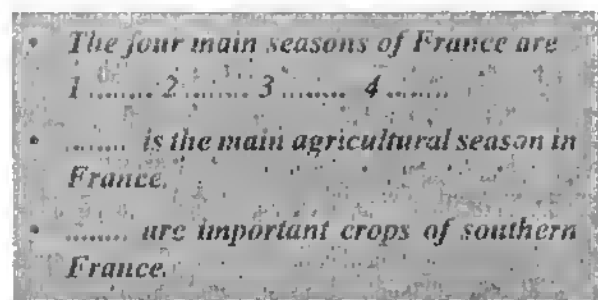 • The four main seasons of France are
1 ........ 2 ........ 3 ........ 4 ........
• ........ is the main agricultural season in
France.
• ........ are important crops of southern
France.